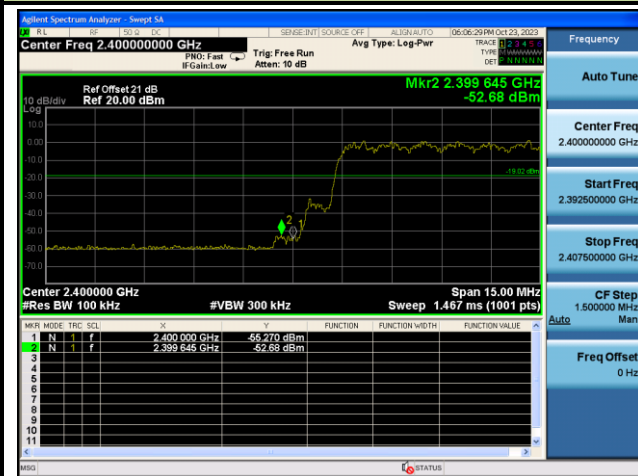 Agilent Spectrum Analyzer - Swept SA
RL RF 50 Ω DC SENSE:INT SOURCE OFF ALIGN AUTO 06:06:29 PM Oct 23, 2023
Center Freq 2.400000000 GHz
PNO: Fast
IFGain:Low
Trig: Free Run
Atten: 10 dB
Avg Type: Log-Pwr
TRACE 1 2 3 4 5 6
TYPE M
DET P N N N N N
Ref Offset 21 dB
Ref 20.00 dBm
10 dB/div
Log
Mkr2 2.399 645 GHz
-52.68 dBm
10.0
0.00
-10.0
-20.0
-30.0
-40.0
-50.0
-60.0
-70.0
-19.02 dBm
2
1
Center 2.400000 GHz
#Res BW 100 kHz
#VBW 300 kHz
Span 15.00 MHz
Sweep 1.467 ms (1001 pts)
MKR MODE TRC SCL X Y FUNCTION FUNCTION WIDTH FUNCTION VALUE
1 N 1 f 2.400 000 GHz -55.270 dBm
2 N 1 f 2.399 645 GHz -52.68 dBm
3
4
5
6
7
8
9
10
11
MSG
STATUS
Frequency
Auto Tune
Center Freq
2.400000000 GHz
Start Freq
2.392500000 GHz
Stop Freq
2.407500000 GHz
CF Step
1.500000 MHz
Auto Man
Freq Offset
0 Hz